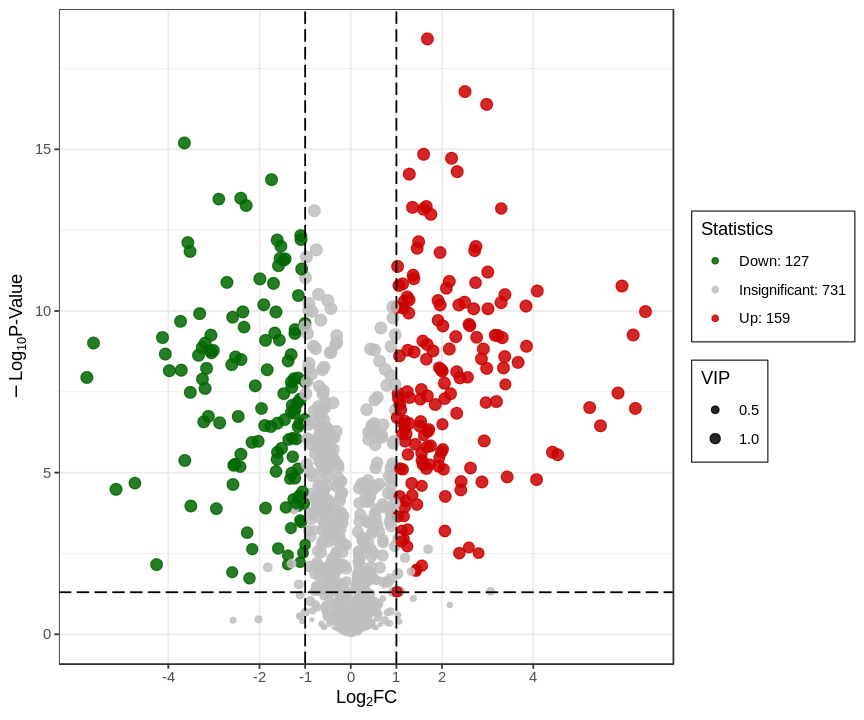 15
10
5
0
– Log₁₀P-Value
-4
-2
-1
0
1
2
4
Log₂FC
Statistics
Down: 127
Insignificant: 731
Up: 159
VIP
0.5
1.0